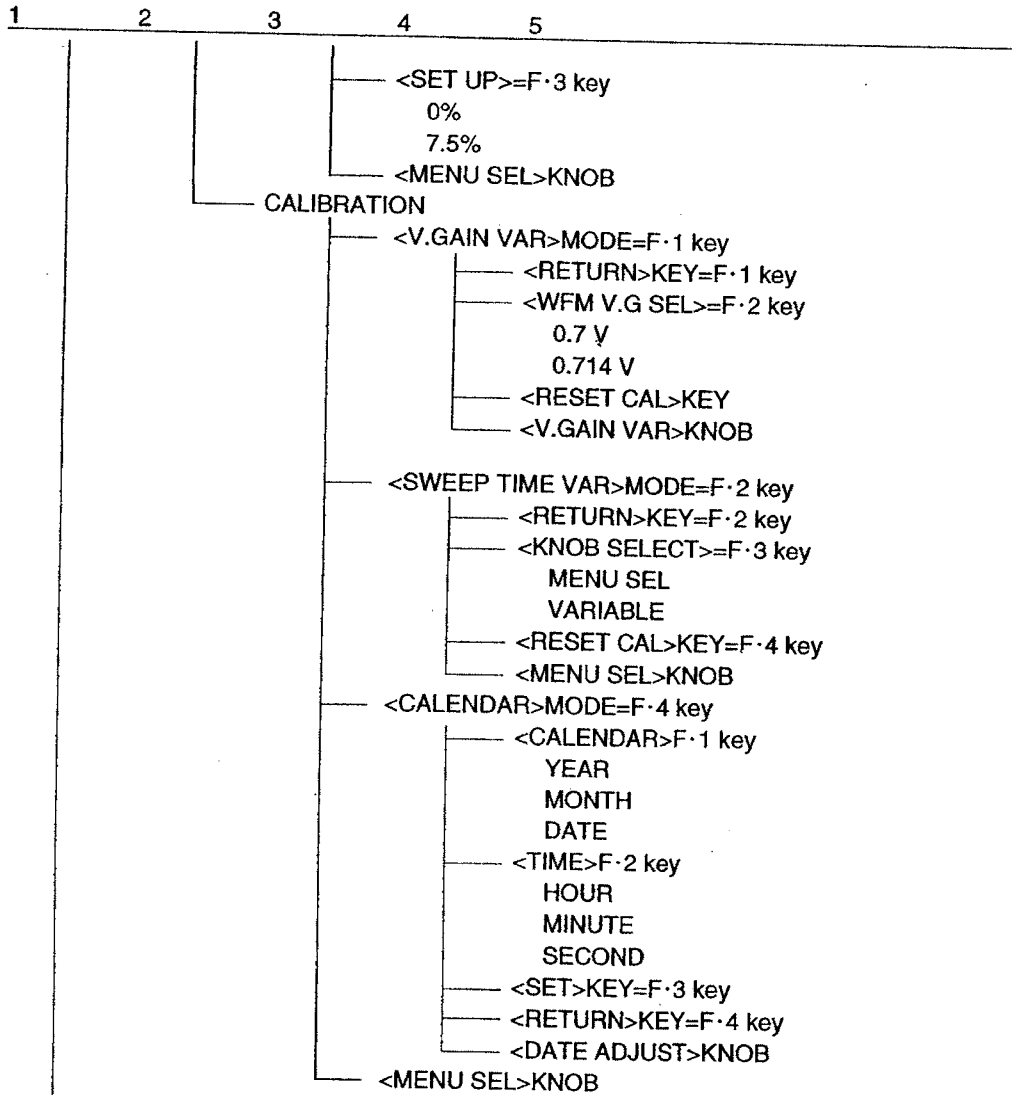 1 2 3 4 5
<SET UP>=F·3 key
0%
7.5%
<MENU SEL>KNOB
CALIBRATION
<V.GAIN VAR>MODE=F·1 key
<RETURN>KEY=F·1 key
<WFM V.G SEL>=F·2 key
0.7 V
0.714 V
<RESET CAL>KEY
<V.GAIN VAR>KNOB
<SWEEP TIME VAR>MODE=F·2 key
<RETURN>KEY=F·2 key
<KNOB SELECT>=F·3 key
MENU SEL
VARIABLE
<RESET CAL>KEY=F·4 key
<MENU SEL>KNOB
<CALENDAR>MODE=F·4 key
<CALENDAR>F·1 key
YEAR
MONTH
DATE
<TIME>F·2 key
HOUR
MINUTE
SECOND
<SET>KEY=F·3 key
<RETURN>KEY=F·4 key
<DATE ADJUST>KNOB
<MENU SEL>KNOB